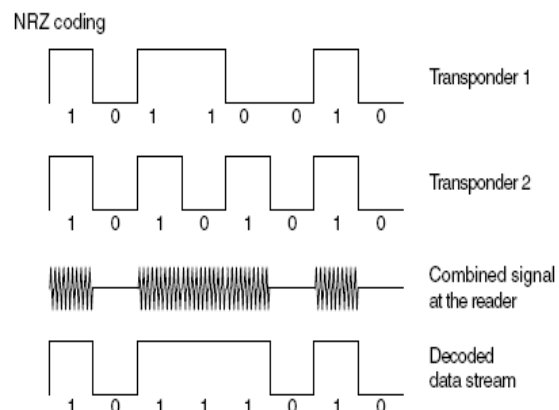 NRZ coding
Transponder 1
1 0 1 1 0 0 1 0
Transponder 2
1 0 1 0 1 0 1 0
Combined signal
at the reader
Decoded
data stream
1 0 1 1 1 0 1 0